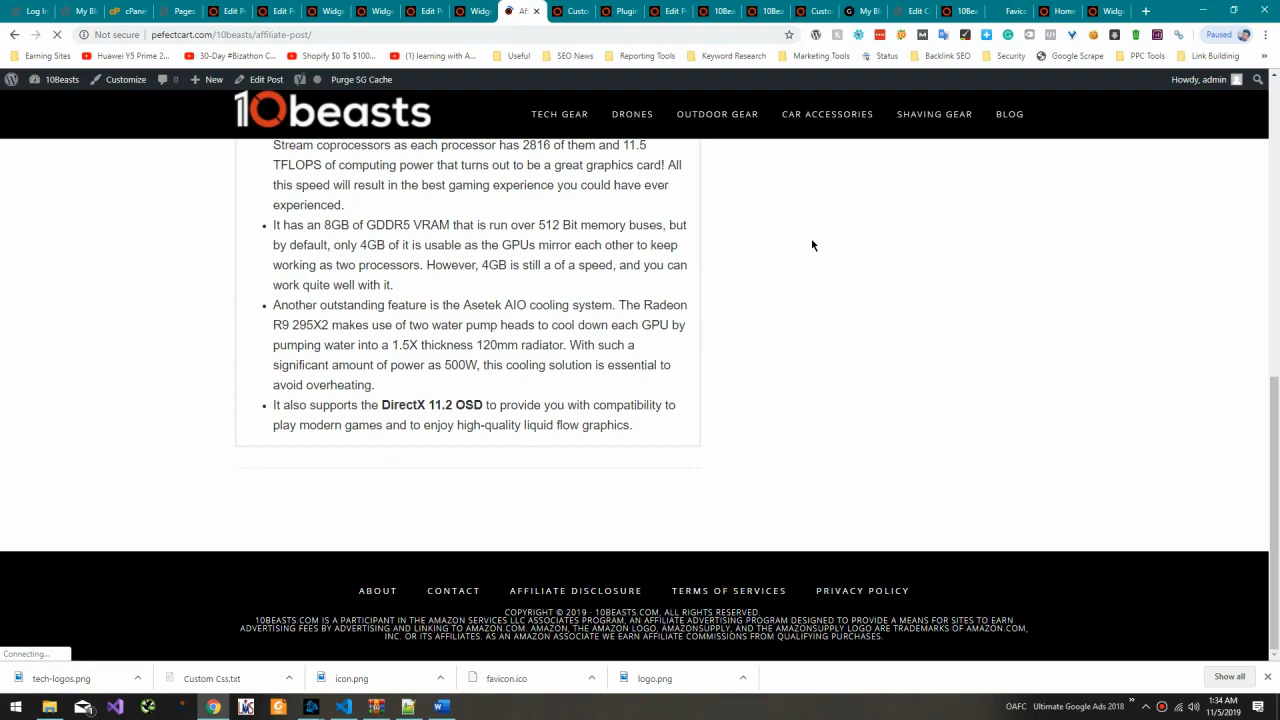 Log In
My Bl
cPane
Pages
Edit P
Edit P
Widg
Widg
Edit P
Widg
Af
Custo
Plugin
Edit P
10Bea
10Bea
Custo
My Bl
Edit C
10Bea
Favico
Home
Widg
Not secure | pefectcart.com/10beasts/affiliate-post/
Paused
Earning Sites
Huawei Y5 Prime 2...
30-Day #Bizathon C...
Shopify $0 To $100...
(1) learning with A...
Useful
SEO News
Reporting Tools
Keyword Research
Marketing Tools
Status
Backlink SEO
Security
Google Scrape
PPC Tools
Link Buildinig
10Beasts
Customize
0
New
Edit Post
Purge SG Cache
Howdy, admin
10beasts
TECH GEAR
DRONES
OUTDOOR GEAR
CAR ACCESSORIES
SHAVING GEAR
BLOG
Stream coprocessors as each processor has 2816 of them and 11.5
TFLOPS of computing power that turns out to be a great graphics card! All
this speed will result in the best gaming experience you could have ever
experienced.
• It has an 8GB of GDDR5 VRAM that is run over 512 Bit memory buses, but
by default, only 4GB of it is usable as the GPUs mirror each other to keep
working as two processors. However, 4GB is still a of a speed, and you can
work quite well with it.
• Another outstanding feature is the Asetek AIO cooling system. The Radeon
R9 295X2 makes use of two water pump heads to cool down each GPU by
pumping water into a 1.5X thickness 120mm radiator. With such a
significant amount of power as 500W, this cooling solution is essential to
avoid overheating.
• It also supports the DirectX 11.2 OSD to provide you with compatibility to
play modern games and to enjoy high-quality liquid flow graphics.
ABOUT
CONTACT
AFFILIATE DISCLOSURE
TERMS OF SERVICES
PRIVACY POLICY
COPYRIGHT © 2019 · 10BEASTS.COM, ALL RIGHTS RESERVED.
10BEASTS.COM IS A PARTICIPANT IN THE AMAZON SERVICES LLC ASSOCIATES PROGRAM, AN AFFILIATE ADVERTISING PROGRAM DESIGNED TO PROVIDE A MEANS FOR SITES TO EARN
ADVERTISING FEES BY ADVERTISING AND LINKING TO AMAZON.COM. AMAZON, THE AMAZON LOGO, AMAZONSUPPLY, AND THE AMAZONSUPPLY LOGO ARE TRADEMARKS OF AMAZON.COM,
INC. OR ITS AFFILIATES. AS AN AMAZON ASSOCIATE WE EARN AFFILIATE COMMISSIONS FROM QUALIFYING PURCHASES.
Connecting...
tech-logos.png
Custom Css.txt
icon.png
favicon.ico
logo.png
Show all
OAFC
Ultimate Google Ads 2018
1:34 AM
11/5/2019